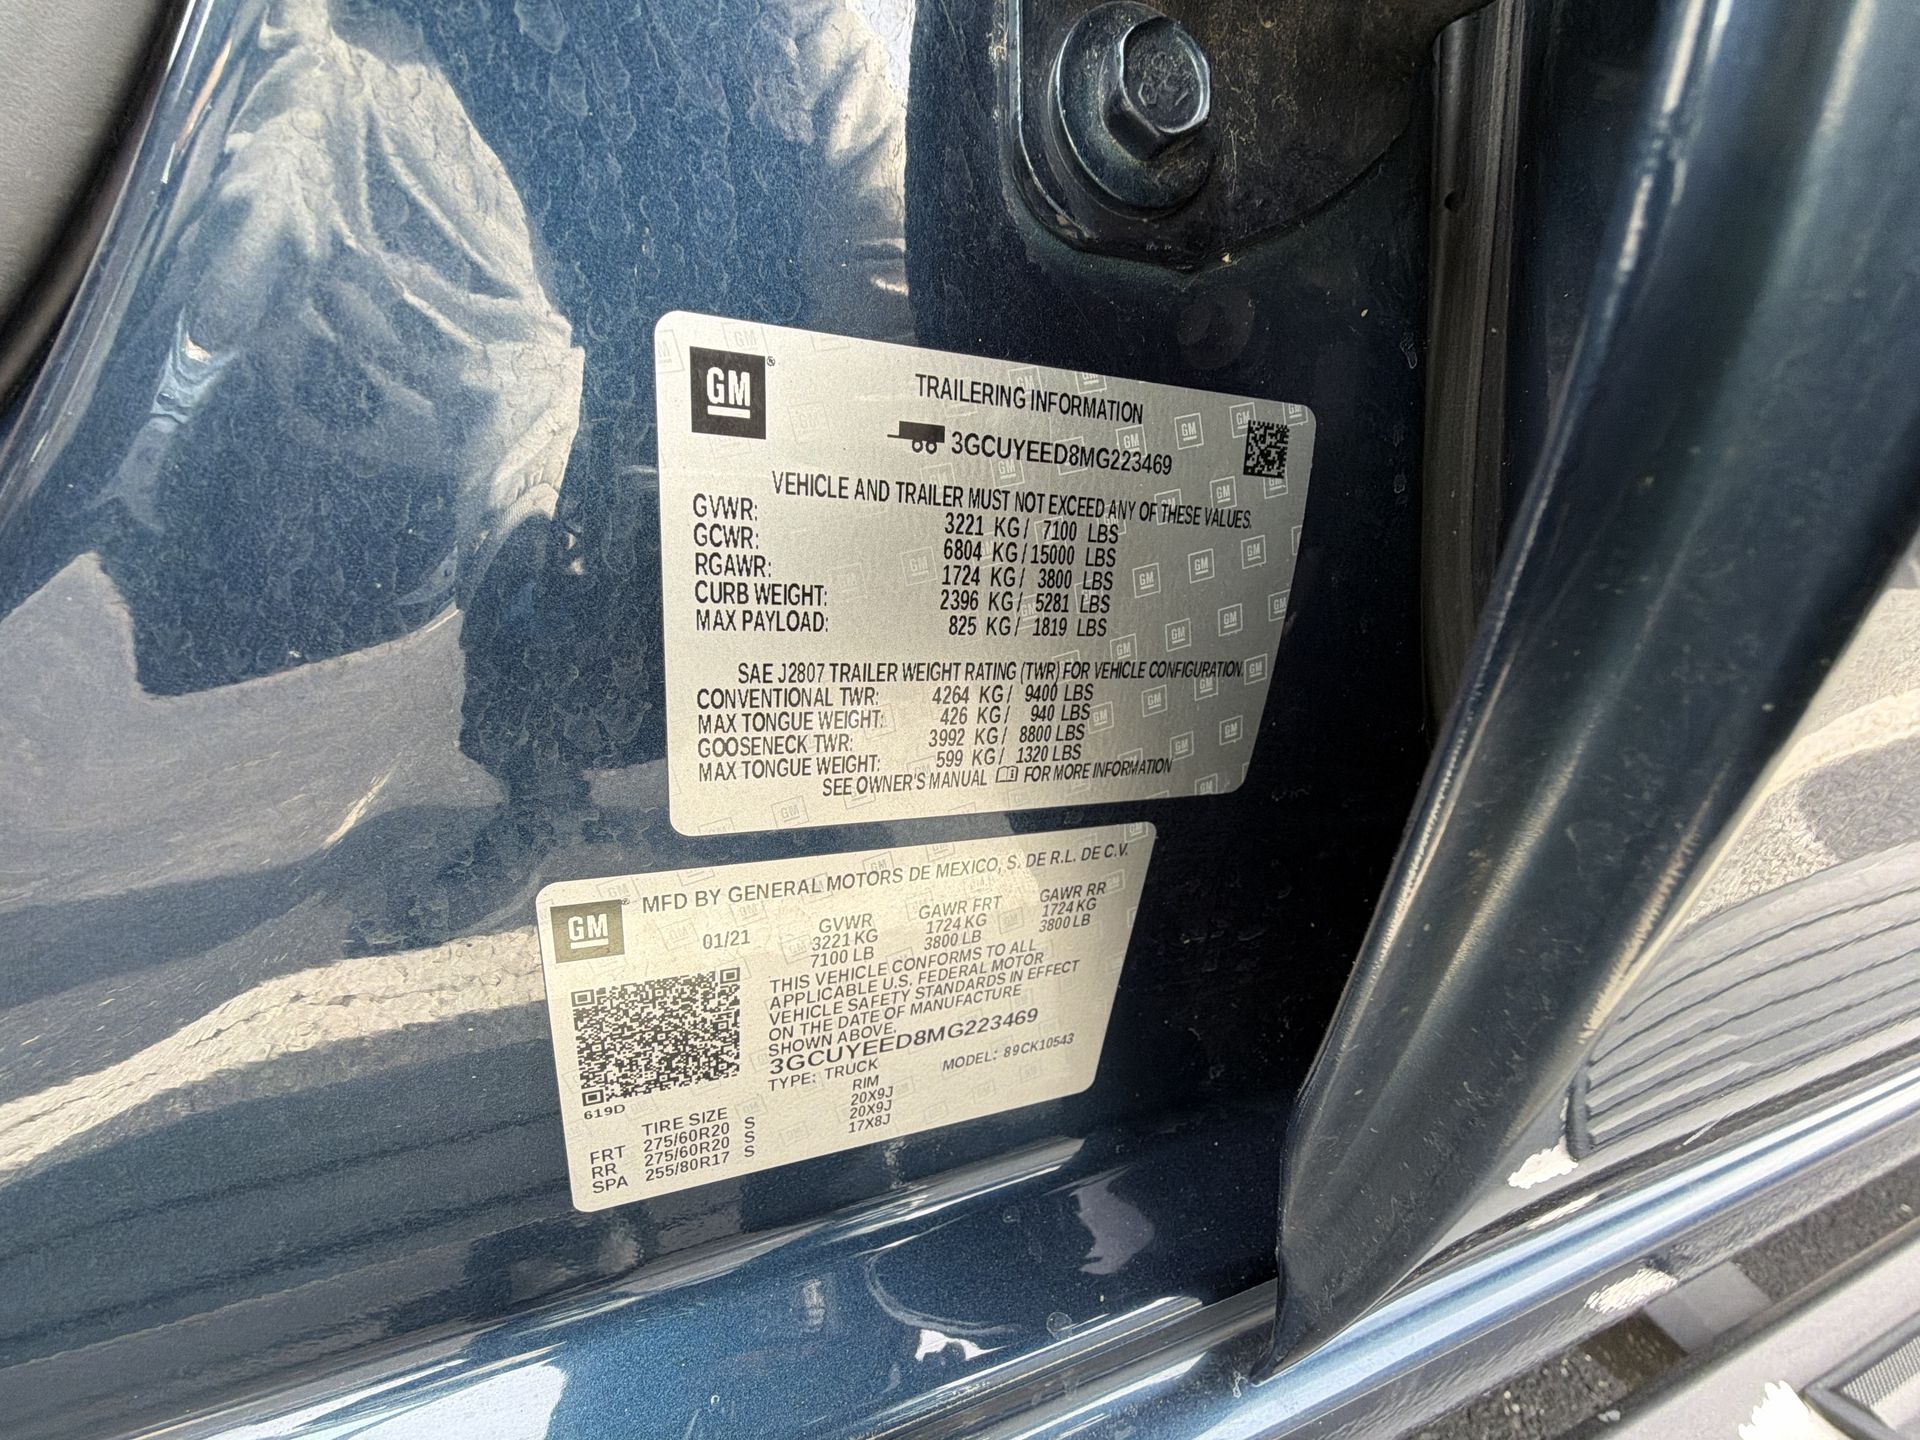 GM
TRAILERING INFORMATION
3GCUYEED8MG223469
VEHICLE AND TRAILER MUST NOT EXCEED ANY OF THESE VALUES.
GVWR: 3221 KG/ 7100 LBS
GCWR: 6804 KG/15000 LBS
RGAWR: 1724 KG/ 3800 LBS
CURB WEIGHT: 2396 KG/ 5281 LBS
MAX PAYLOAD: 825 KG/ 1819 LBS
SAE J2807 TRAILER WEIGHT RATING (TWR) FOR VEHICLE CONFIGURATION.
CONVENTIONAL TWR: 4264 KG/ 9400 LBS
MAX TONGUE WEIGHT: 426 KG/ 940 LBS
GOOSENECK TWR: 3992 KG/ 8800 LBS
MAX TONGUE WEIGHT: 599 KG/ 1320 LBS
SEE OWNER'S MANUAL FOR MORE INFORMATION
GM
MFD BY GENERAL MOTORS DE MEXICO, S. DE R.L. DE C.V.
01/21 GVWR GAWR FRT GAWR RR
3221 KG 1724 KG 1724 KG
7100 LB 3800 LB 3800 LB
THIS VEHICLE CONFORMS TO ALL
APPLICABLE U.S. FEDERAL MOTOR
VEHICLE SAFETY STANDARDS IN EFFECT
ON THE DATE OF MANUFACTURE
SHOWN ABOVE.
3GCUYEED8MG223469
TYPE: TRUCK MODEL: 89CK10543
619D
TIRE SIZE RIM
FRT 275/60R20 S 20X9J
RR 275/60R20 S 20X9J
SPA 255/80R17 S 17X8J